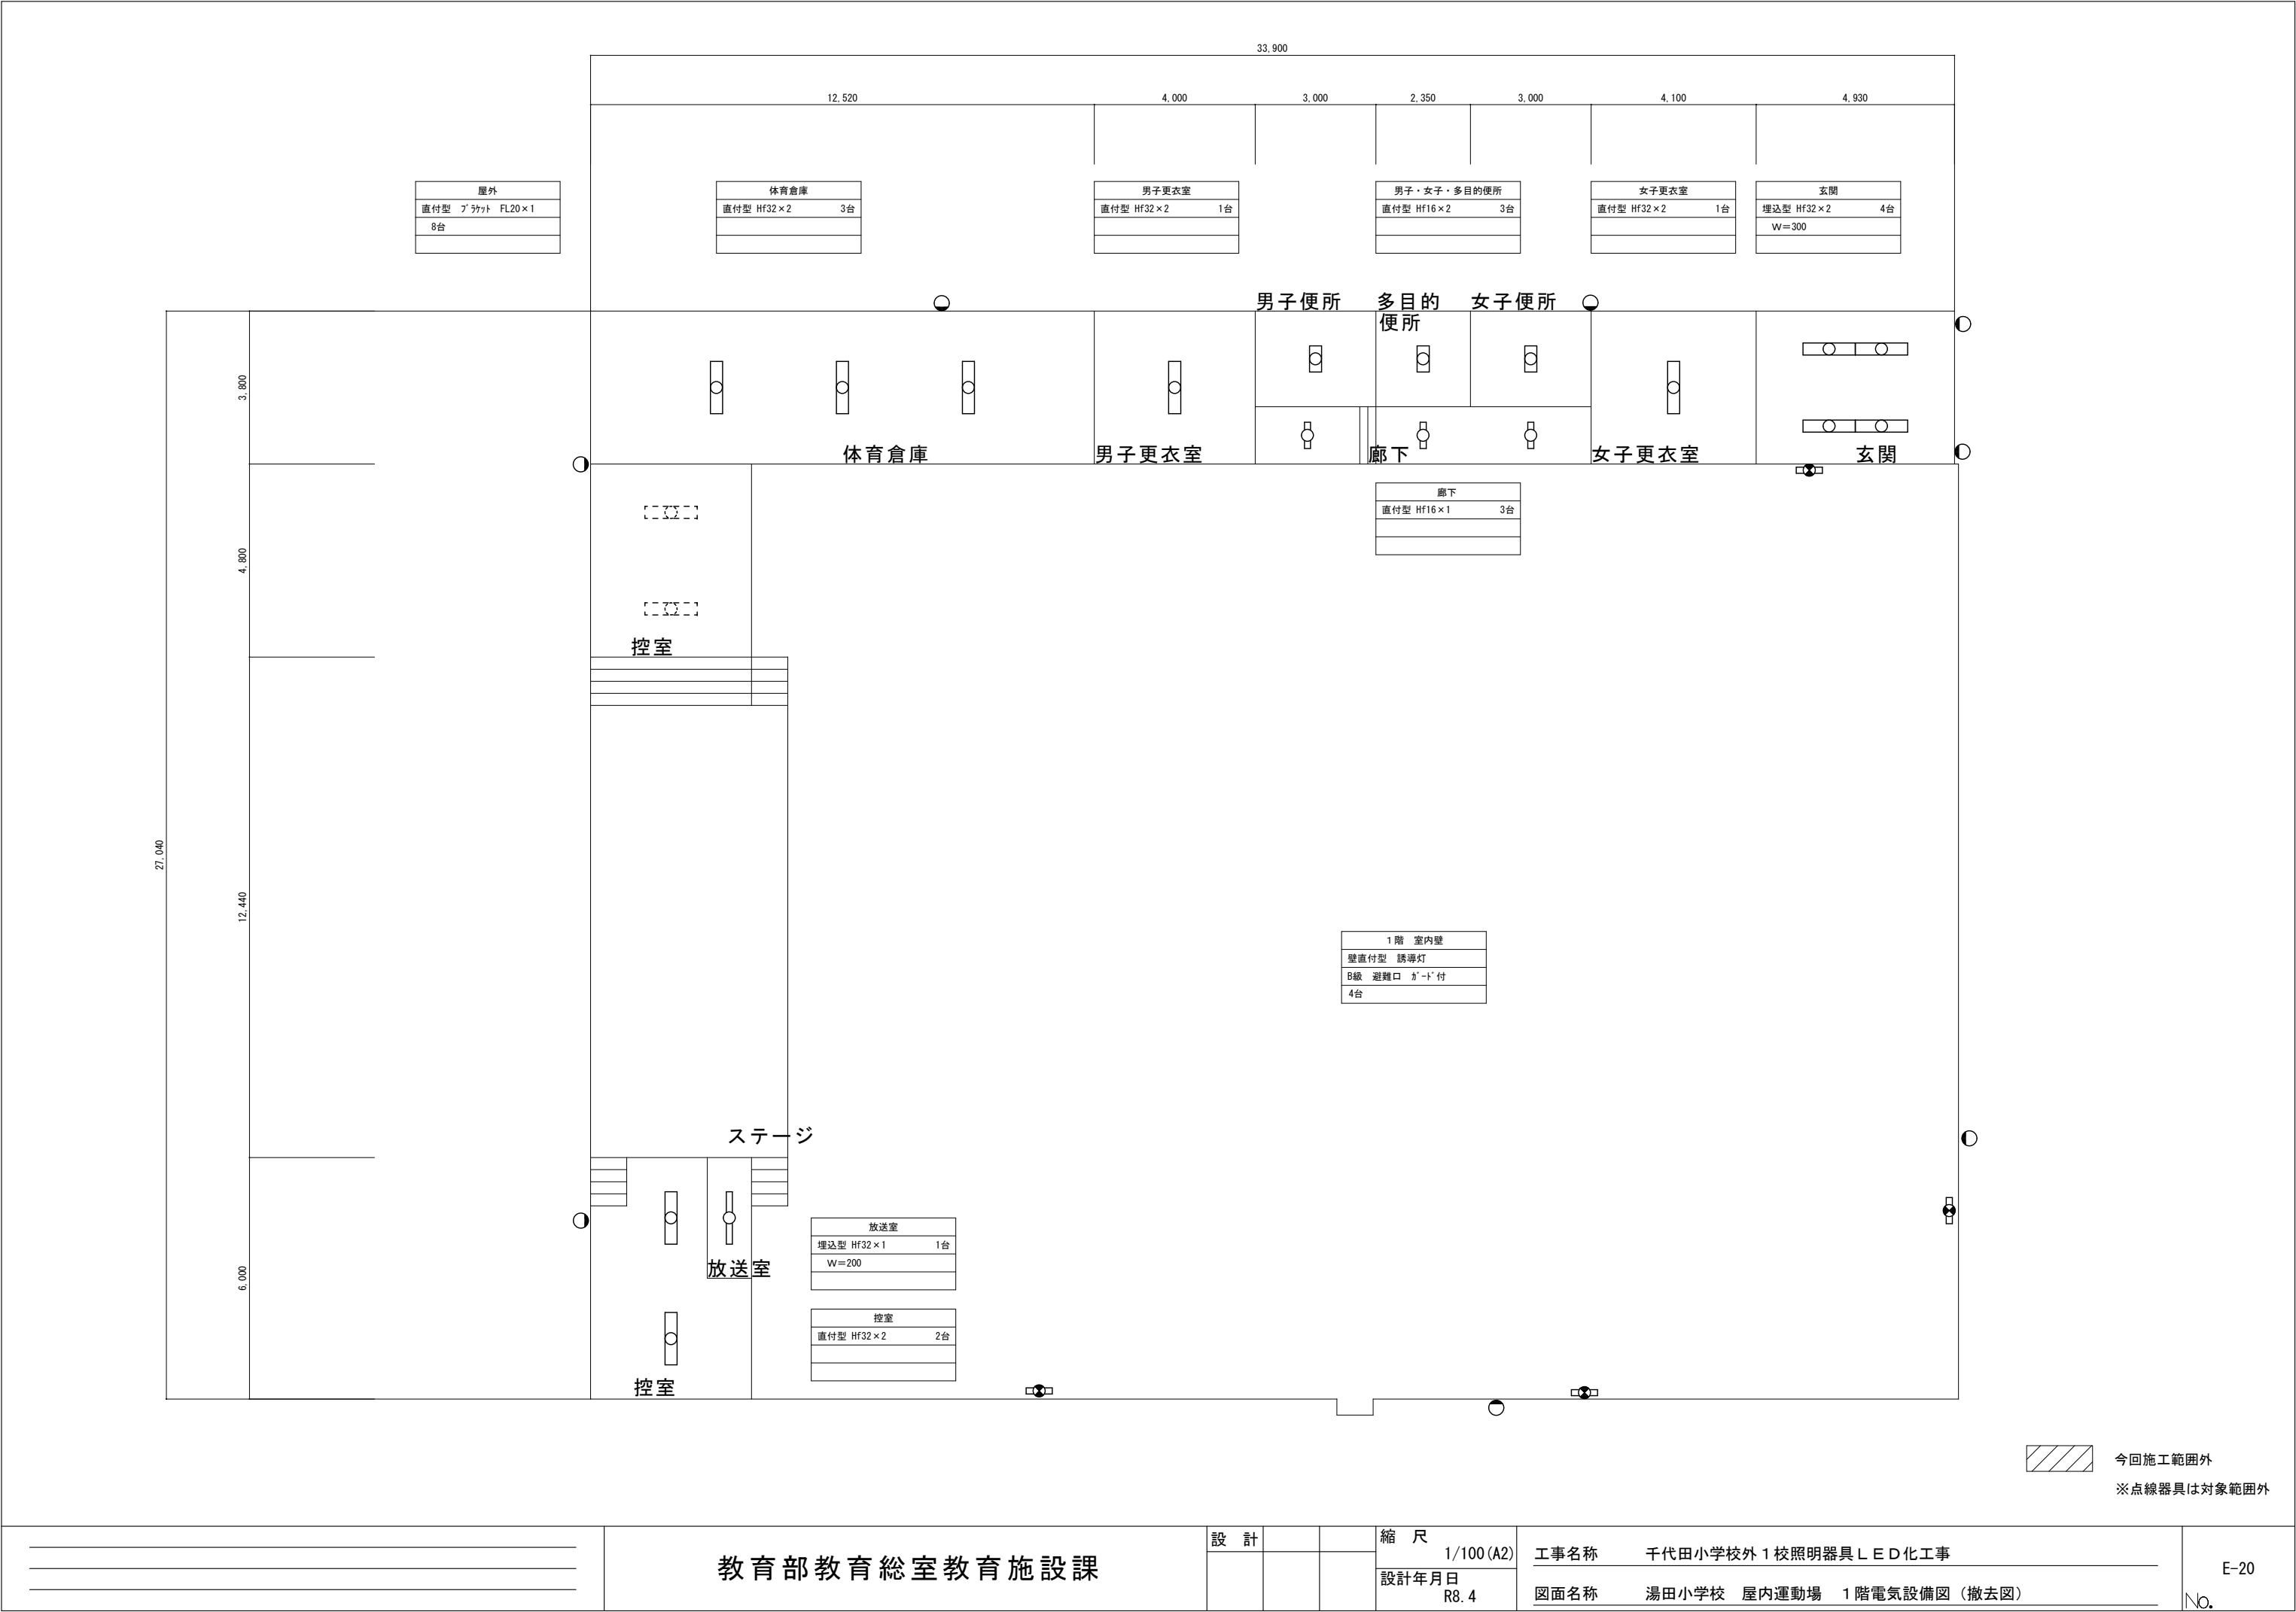 33,900
12,520
4,000
3,000
2,350
3,000
4,100
4,930
屋外
直付型 ﾌﾞﾗｹｯﾄ FL20×1
8台
体育倉庫
直付型 Hf32×2 3台
男子更衣室
直付型 Hf32×2 1台
男子・女子・多目的便所
直付型 Hf16×2 3台
女子更衣室
直付型 Hf32×2 1台
玄関
埋込型 Hf32×2 4台
W=300
男子便所
多目的
便所
女子便所
3,800
体育倉庫
男子更衣室
廊下
女子更衣室
玄関
廊下
直付型 Hf16×1 3台
4,800
控室
27,040
12,440
1階 室内壁
壁直付型 誘導灯
B級 避難口 ｶﾞｰﾄﾞ付
4台
ステージ
放送室
埋込型 Hf32×1 1台
W=200
放送室
6,000
控室
直付型 Hf32×2 2台
控室
今回施工範囲外
※点線器具は対象範囲外
教育部教育総室教育施設課
設 計
縮 尺
1/100(A2)
設計年月日
R8.4
工事名称 千代田小学校外1校照明器具LED化工事
図面名称 湯田小学校 屋内運動場 1階電気設備図(撤去図)
E-20
No.